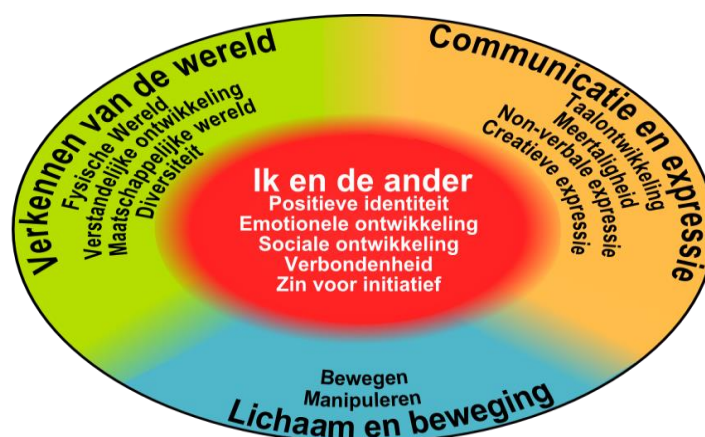 Verkennen van de wereld
Fysische Wereld
Verstandelijke ontwikkeling
Maatschappelijke wereld
Diversiteit
Communicatie en expressie
Taalontwikkeling
Meertaligheid
Non-verbale expressie
Creatieve expressie
Ik en de ander
Positieve identiteit
Emotionele ontwikkeling
Sociale ontwikkeling
Verbondenheid
Zin voor initiatief
Bewegen
Manipuleren
Lichaam en beweging